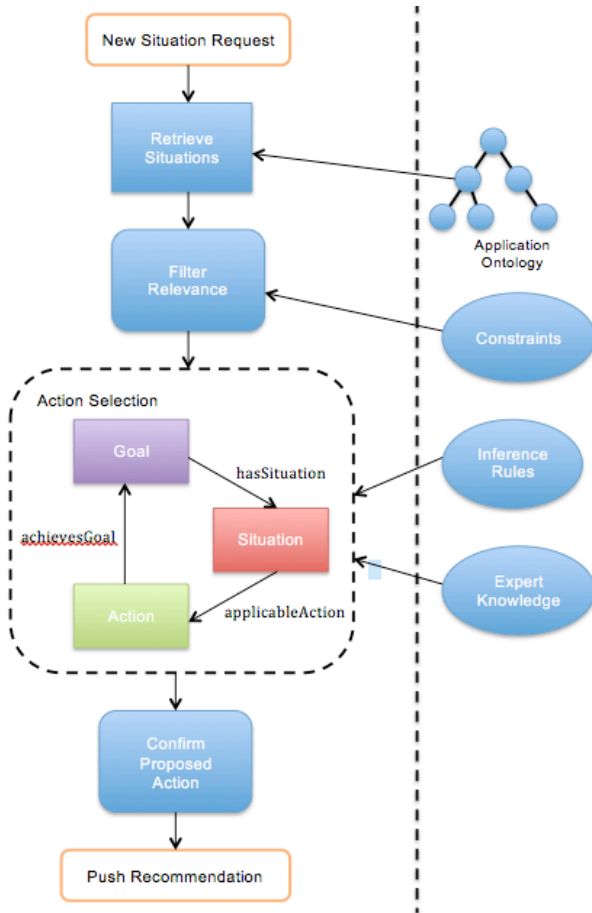 New Situation Request
Retrieve
Situations
Application
Ontology
Filter
Relevance
Constraints
Action Selection
Goal
hasSituation
Inference
Rules
achievesGoal
Situation
Expert
Knowledge
Action
applicableAction
Confirm
Proposed
Action
Push Recommendation